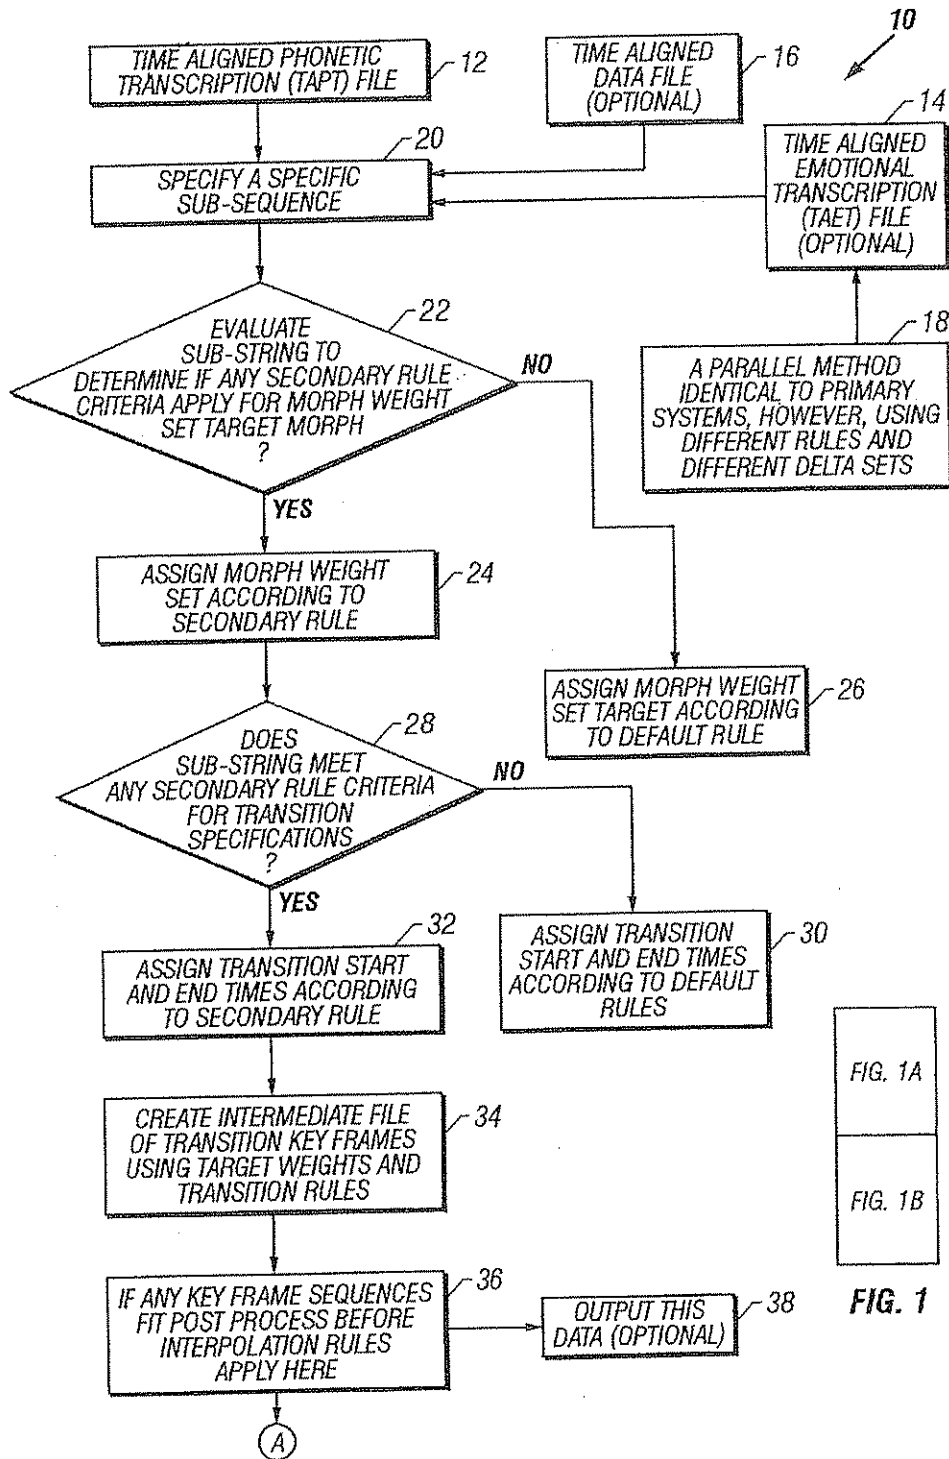 10
TIME ALIGNED PHONETIC
TRANSCRIPTION (TAPT) FILE
12
TIME ALIGNED
DATA FILE
(OPTIONAL)
16
14
TIME ALIGNED
EMOTIONAL
TRANSCRIPTION
(TAET) FILE
(OPTIONAL)
20
SPECIFY A SPECIFIC
SUB-SEQUENCE
18
A PARALLEL METHOD
IDENTICAL TO PRIMARY
SYSTEMS, HOWEVER, USING
DIFFERENT RULES AND
DIFFERENT DELTA SETS
22
EVALUATE
SUB-STRING TO
DETERMINE IF ANY SECONDARY RULE
CRITERIA APPLY FOR MORPH WEIGHT
SET TARGET MORPH
?
NO
YES
ASSIGN MORPH WEIGHT
SET ACCORDING TO
SECONDARY RULE
24
ASSIGN MORPH WEIGHT
SET TARGET ACCORDING
TO DEFAULT RULE
26
28
DOES
SUB-STRING MEET
ANY SECONDARY RULE CRITERIA
FOR TRANSITION
SPECIFICATIONS
?
NO
YES
32
ASSIGN TRANSITION START
AND END TIMES ACCORDING
TO SECONDARY RULE
ASSIGN TRANSITION
START AND END TIMES
ACCORDING TO DEFAULT
RULES
30
CREATE INTERMEDIATE FILE
OF TRANSITION KEY FRAMES
USING TARGET WEIGHTS AND
TRANSITION RULES
34
IF ANY KEY FRAME SEQUENCES
FIT POST PROCESS BEFORE
INTERPOLATION RULES
APPLY HERE
36
OUTPUT THIS
DATA (OPTIONAL)
38
A
FIG. 1A
FIG. 1B
FIG. 1